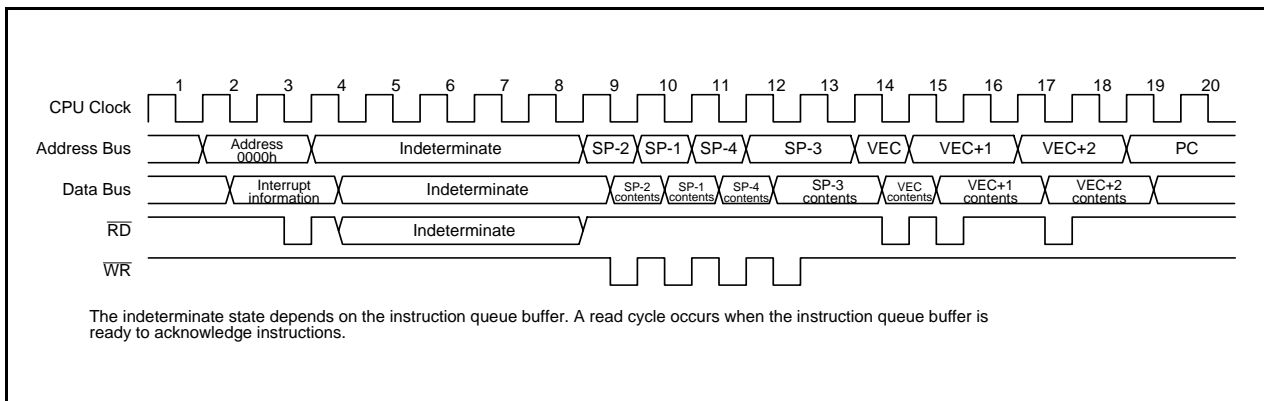 1 2 3 4 5 6 7 8 9 10 11 12 13 14 15 16 17 18 19 20
CPU Clock
Address Bus
Address 0000h
Indeterminate
SP-2 SP-1 SP-4 SP-3 VEC VEC+1 VEC+2 PC
Data Bus
Interrupt information
Indeterminate
SP-2 contents
SP-1 contents
SP-4 contents
SP-3 contents
VEC contents
VEC+1 contents
VEC+2 contents
RD
Indeterminate
WR
The indeterminate state depends on the instruction queue buffer. A read cycle occurs when the instruction queue buffer is
ready to acknowledge instructions.